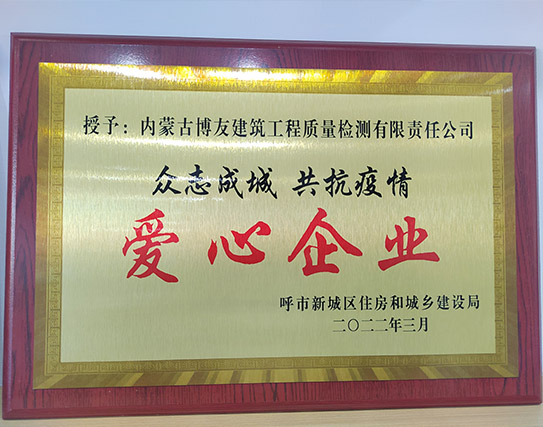 授予：内蒙古博友建筑工程质量检测有限责任公司
众志成城 共抗疫情
爱心企业
呼市新城区住房和城乡建设局
二〇二二年三月